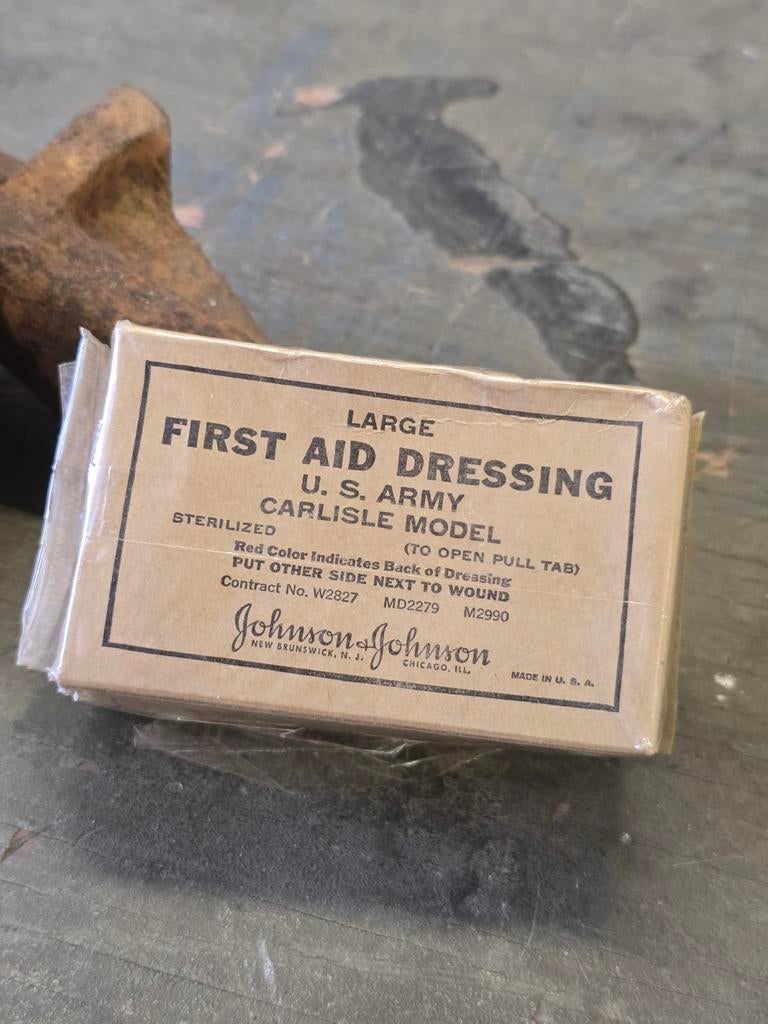 LARGE
FIRST AID DRESSING
U. S. ARMY
CARLISLE MODEL
STERILIZED (TO OPEN PULL TAB)
Red Color Indicates Back of Dressing
PUT OTHER SIDE NEXT TO WOUND
Contract No. W2827 MD2279 M2990
Johnson & Johnson
NEW BRUNSWICK, N. J. CHICAGO, ILL. MADE IN U. S. A.